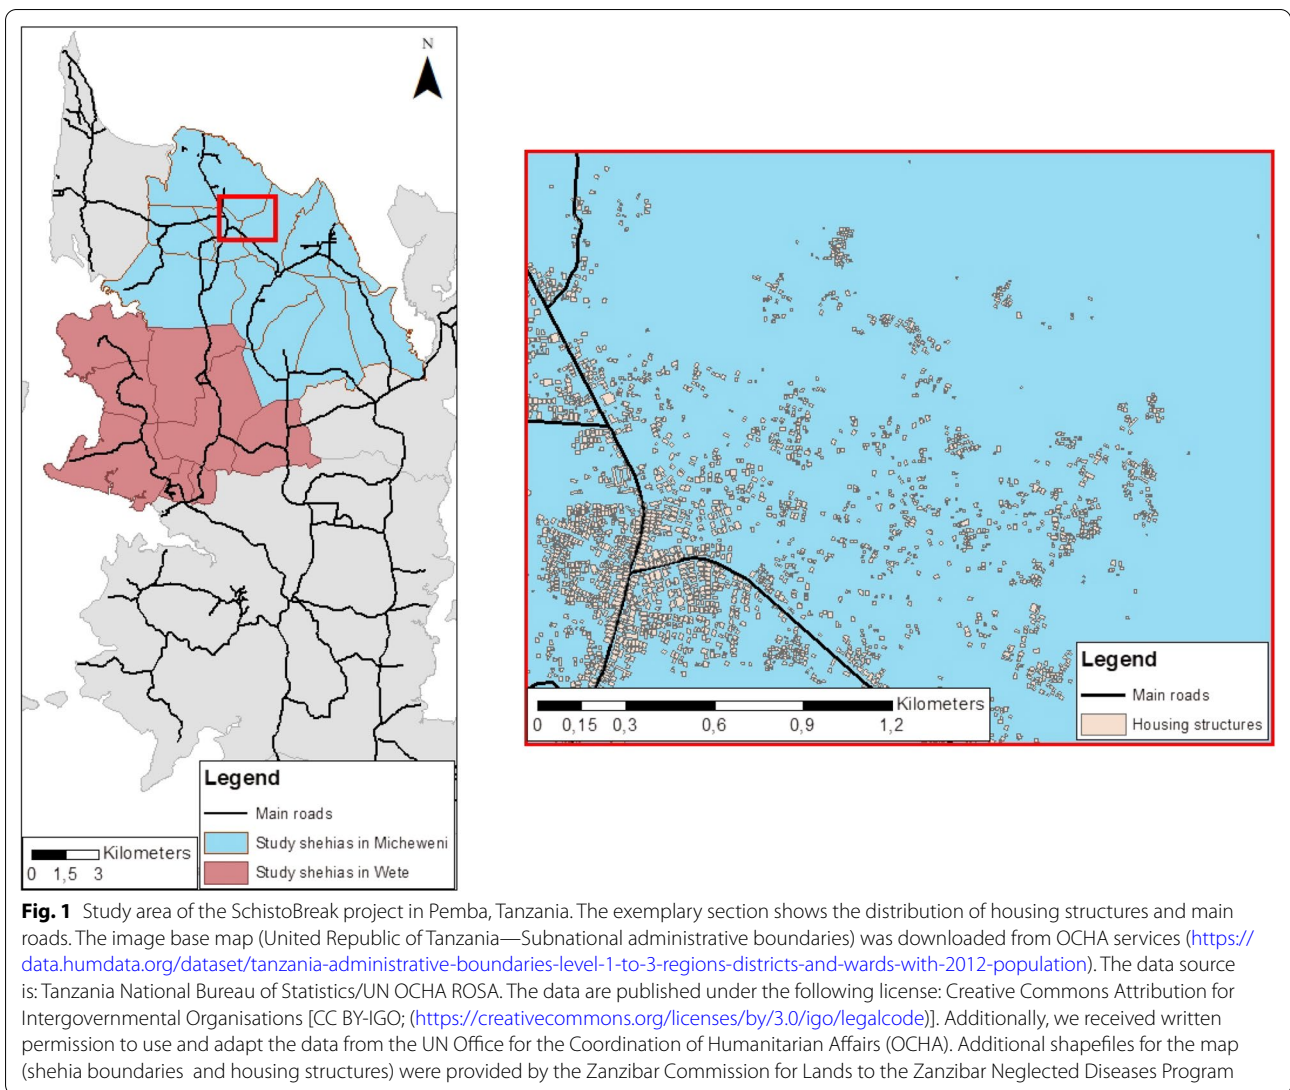 N
Legend
Main roads
Study shehias in Micheweni
Study shehias in Wete
Kilometers
0 1,5 3
Kilometers
0 0,15 0,3 0,6 0,9 1,2
Legend
Main roads
Housing structures
Fig. 1 Study area of the SchistoBreak project in Pemba, Tanzania. The exemplary section shows the distribution of housing structures and main
roads. The image base map (United Republic of Tanzania—Subnational administrative boundaries) was downloaded from OCHA services (https://
data.humdata.org/dataset/tanzania-administrative-boundaries-level-1-to-3-regions-districts-and-wards-with-2012-population). The data source
is: Tanzania National Bureau of Statistics/UN OCHA ROSA. The data are published under the following license: Creative Commons Attribution for
Intergovernmental Organisations [CC BY-IGO; (https://creativecommons.org/licenses/by/3.0/igo/legalcode)]. Additionally, we received written
permission to use and adapt the data from the UN Office for the Coordination of Humanitarian Affairs (OCHA). Additional shapefiles for the map
(shehia boundaries and housing structures) were provided by the Zanzibar Commission for Lands to the Zanzibar Neglected Diseases Program